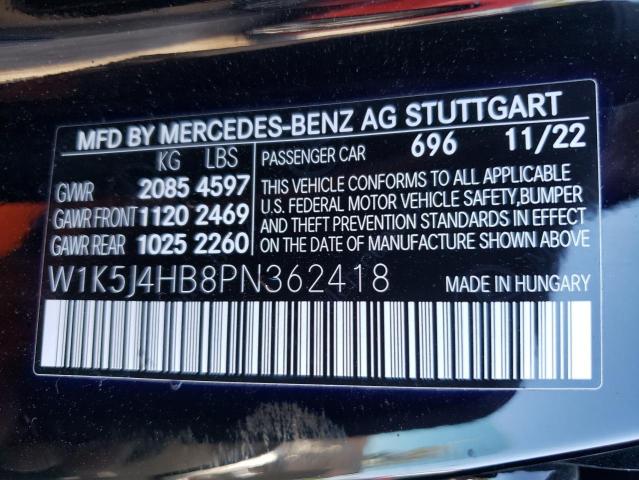 MFD BY MERCEDES-BENZ AG STUTTGART
KG LBS
GVWR 2085 4597
GAWR FRONT 1120 2469
GAWR REAR 1025 2260
PASSENGER CAR 696 11/22
THIS VEHICLE CONFORMS TO ALL APPLICABLE
U.S. FEDERAL MOTOR VEHICLE SAFETY,BUMPER
AND THEFT PREVENTION STANDARDS IN EFFECT
ON THE DATE OF MANUFACTURE SHOWN ABOVE
W1K5J4HB8PN362418 MADE IN HUNGARY